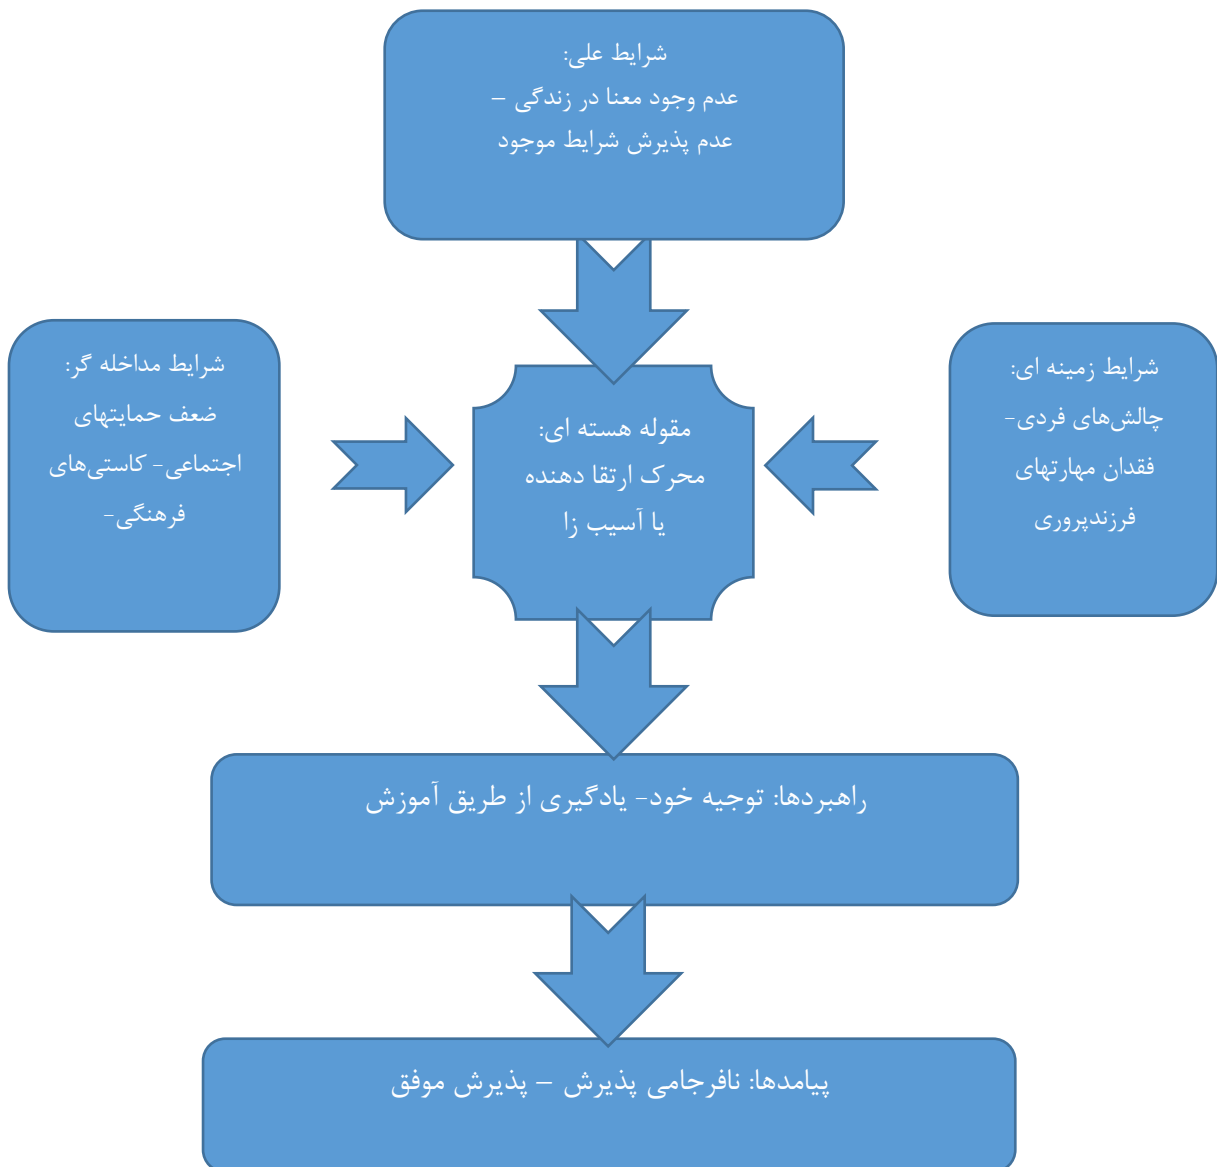 شرایط علی:
عدم وجود معنا در زندگی –
عدم پذیرش شرایط موجود
شرایط زمینه ای:
چالش‌های فردی-
فقدان مهارتهای
فرزندپروری
مقوله هسته ای:
محرک ارتقا دهنده
یا آسیب زا
شرایط مداخله گر:
ضعف حمایتهای
اجتماعی- کاستی‌های
فرهنگی-
راهبردها: توجیه خود- یادگیری از طریق آموزش
پیامدها: نافرجامی پذیرش – پذیرش موفق